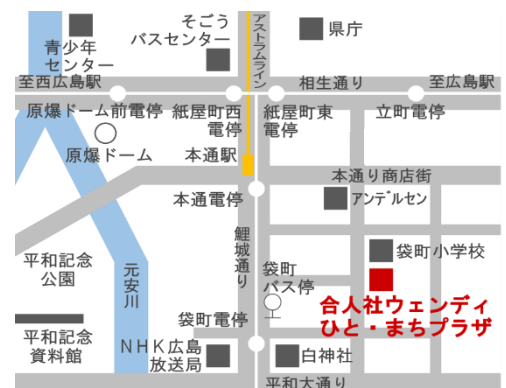 そごう
バスセンター
アストラムライン
県庁
青少年
センター
至西広島駅
相生通り
至広島駅
原爆ドーム前電停
紙屋町西
電停
紙屋町東
電停
立町電停
原爆ドーム
本通駅
本通り商店街
本通電停
アンデルセン
鯉城通り
袋町小学校
平和記念
公園
元安川
袋町
バス停
合人社ウェンディ
ひと・まちプラザ
袋町電停
平和記念
資料館
NHK広島
放送局
白神社
平和大通り